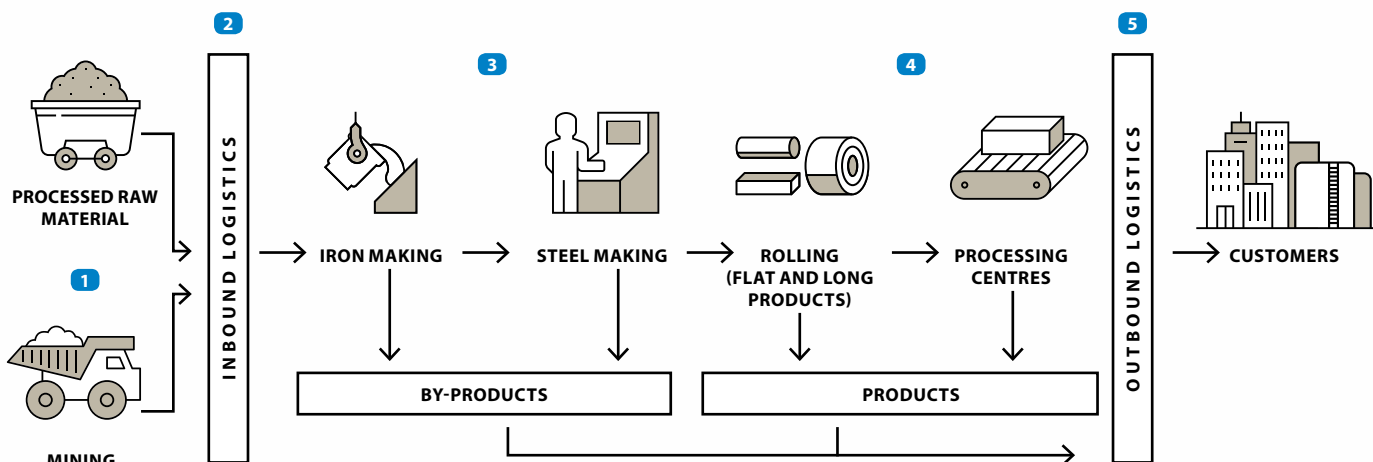 2
5
3
4
PROCESSED RAW
MATERIAL
1
MINING
INBOUND LOGISTICS
IRON MAKING
STEEL MAKING
ROLLING
(FLAT AND LONG
PRODUCTS)
PROCESSING
CENTRES
BY-PRODUCTS
PRODUCTS
OUTBOUND LOGISTICS
CUSTOMERS